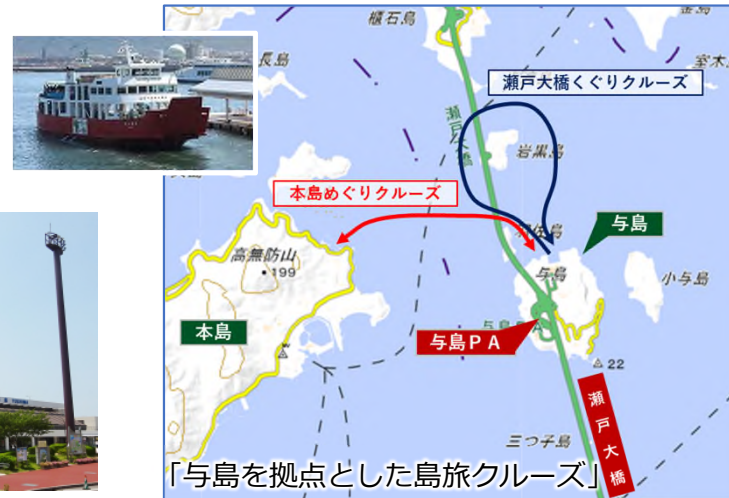 櫃石島
長島
室木
瀬戸大橋くぐりクルーズ
瀬戸大橋
岩黒島
本島めぐりクルーズ
与島
高無防山
199
与島
小与島
本島
与島PA
22
瀬戸大橋
三つ子島
「与島を拠点とした島旅クルーズ」